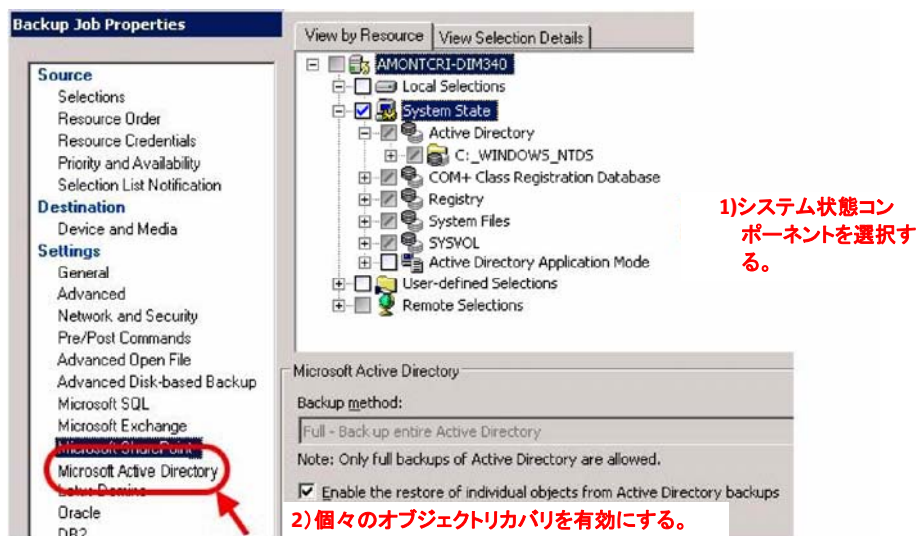 Backup Job Properties
Source
Selections
Resource Order
Resource Credentials
Priority and Availability
Selection List Notification
Destination
Device and Media
Settings
General
Advanced
Network and Security
Pre/Post Commands
Advanced Open File
Advanced Disk-based Backup
Microsoft SQL
Microsoft Exchange
Microsoft SharePoint
Microsoft Active Directory
Lotus Domino
Oracle
DB2
View by Resource
View Selection Details
AMONTCRI-DIM340
Local Selections
System State
Active Directory
C:_WINDOWS_NTDS
COM+ Class Registration Database
Registry
System Files
SYSVOL
Active Directory Application Mode
User-defined Selections
Remote Selections
1)システム状態コン
ポーネントを選択す
る。
Microsoft Active Directory
Backup method:
Full - Back up entire Active Directory
Note: Only full backups of Active Directory are allowed.
Enable the restore of individual objects from Active Directory backups
2)個々のオブジェクトリカバリを有効にする。